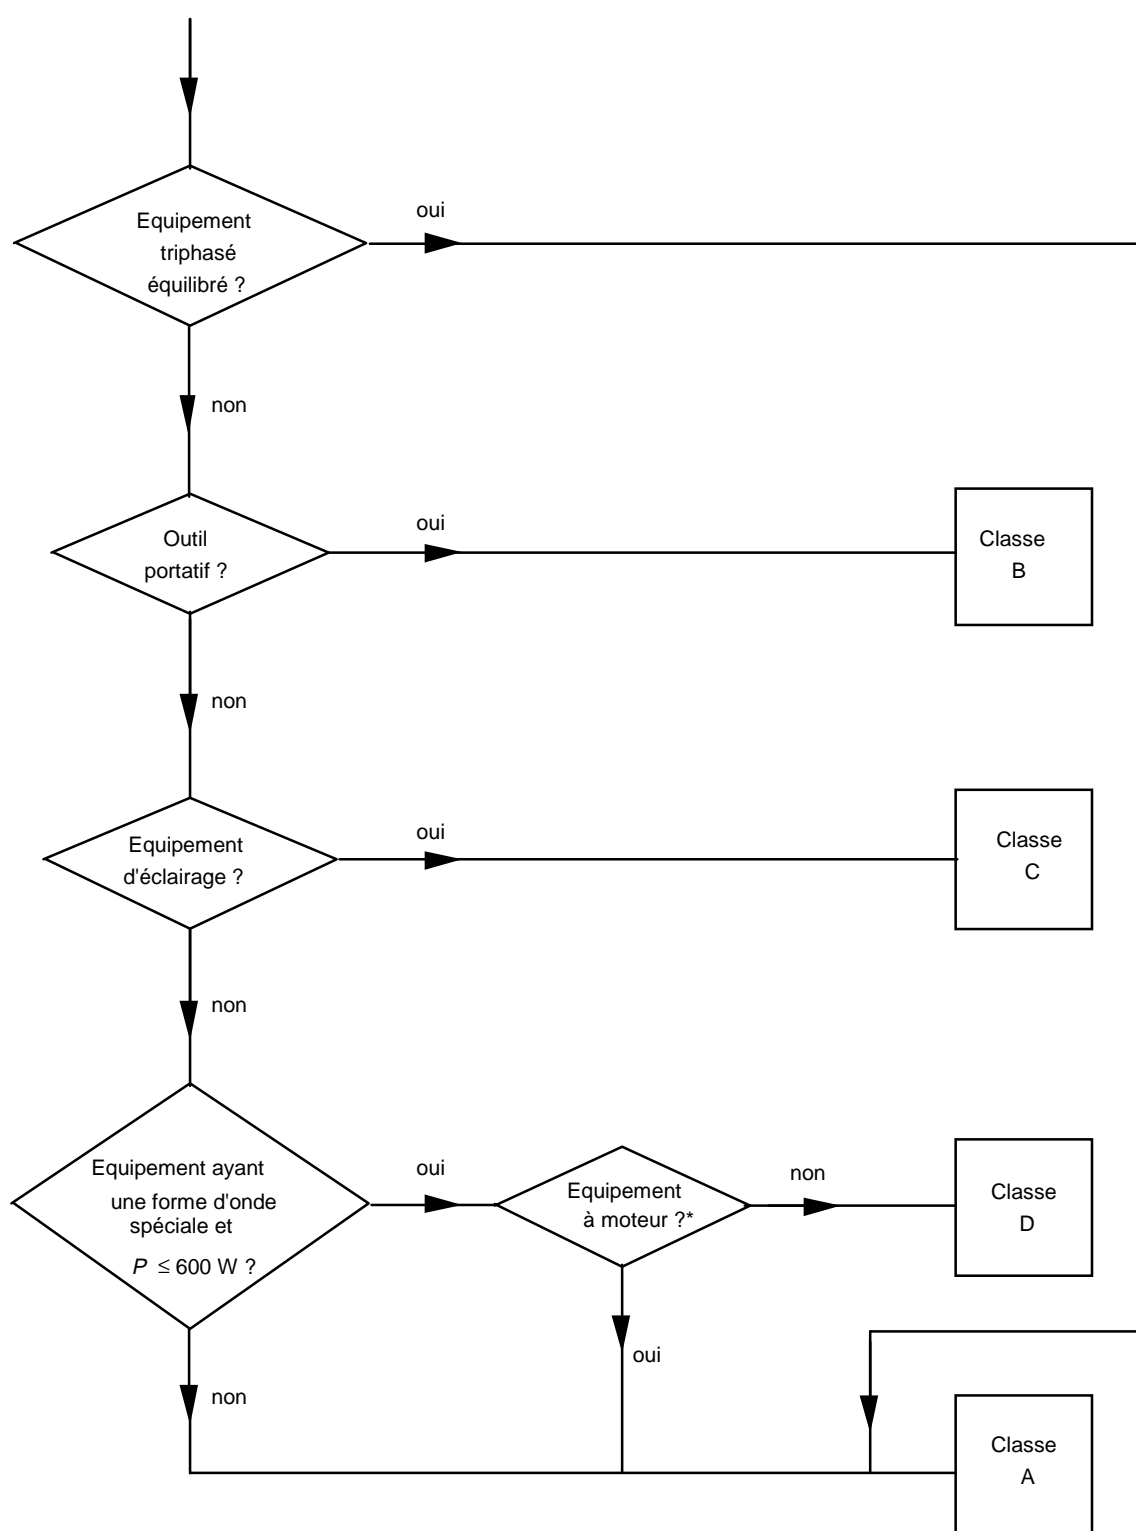 oui
Equipement
triphasé
équilibré ?
non
oui
Outil
portatif ?
Classe
B
non
oui
Equipement
d'éclairage ?
Classe
C
non
Equipement ayant
une forme d'onde
spéciale et
P ≤ 600 W ?
oui
Equipement
à moteur ?*
non
Classe
D
oui
non
Classe
A